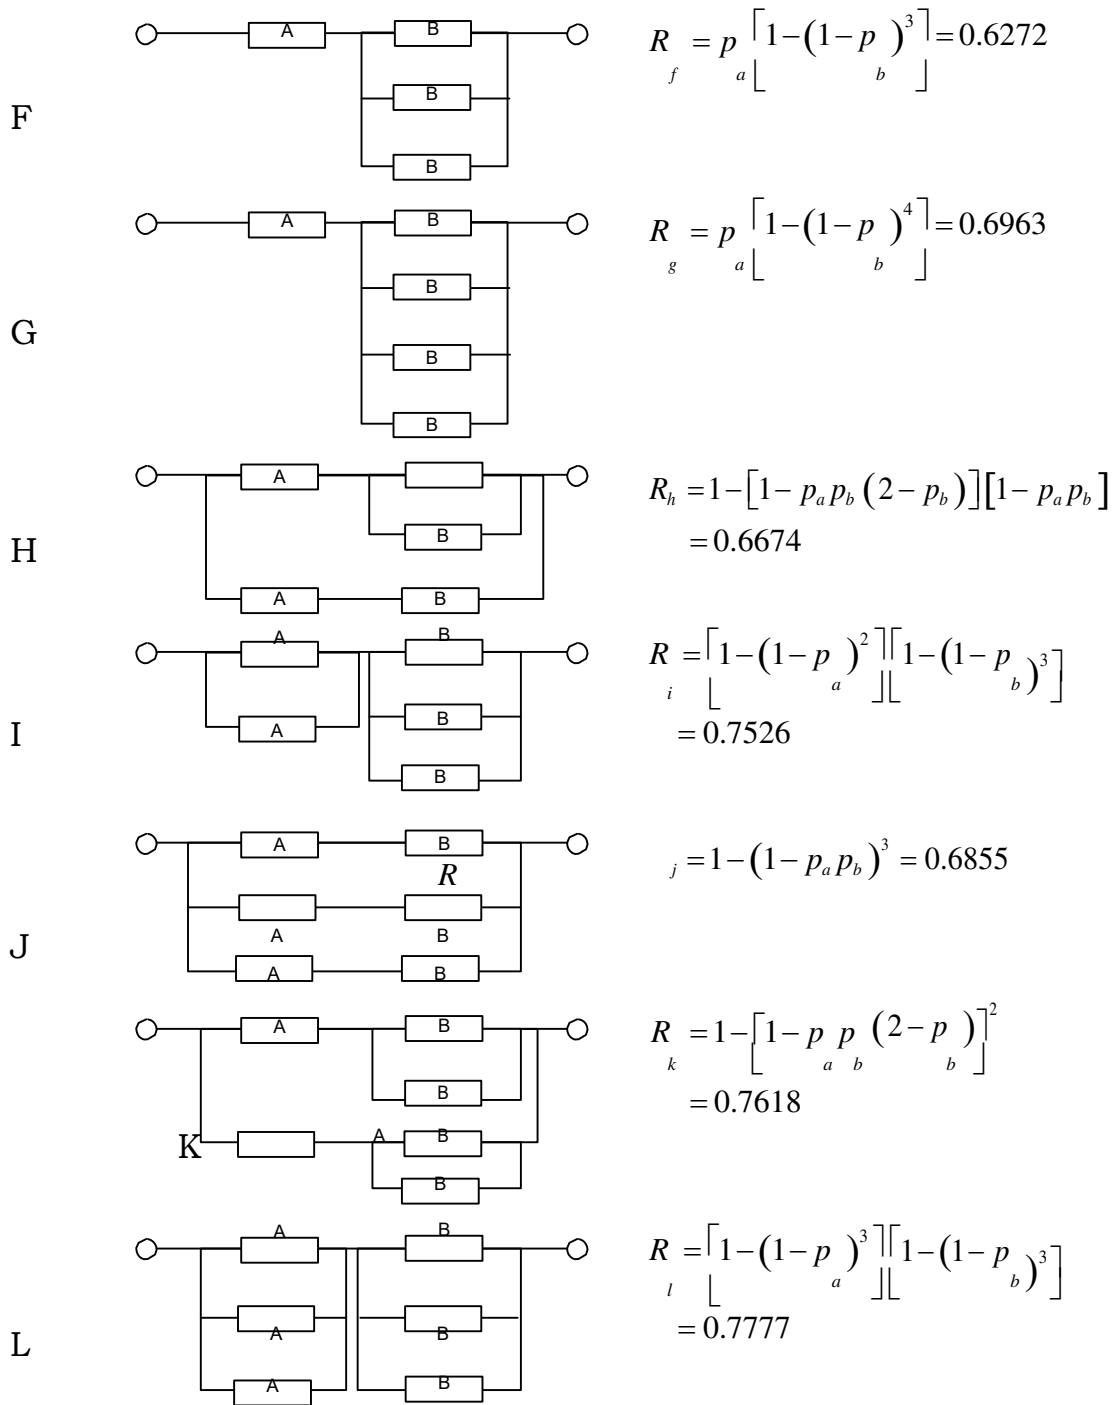 A B
R_f = p_a[1-(1-p_b)^3] = 0.6272
B
F
B
A B
R_g = p_a[1-(1-p_b)^4] = 0.6963
B
G
B
B
A
R_h = 1-[1-p_a p_b(2-p_b)][1-p_a p_b]
B
= 0.6674
H
A B
A B
R_i = [1-(1-p_a)^2][1-(1-p_b)^3]
A B
= 0.7526
I
B
A B
R
_j = 1-(1-p_a p_b)^3 = 0.6855
A B
J
A B
A B
R_k = 1-[1-p_a p_b(2-p_b)]^2
B
= 0.7618
K A B
B
A B
R_l = [1-(1-p_a)^3][1-(1-p_b)^3]
= 0.7777
A B
L
A B